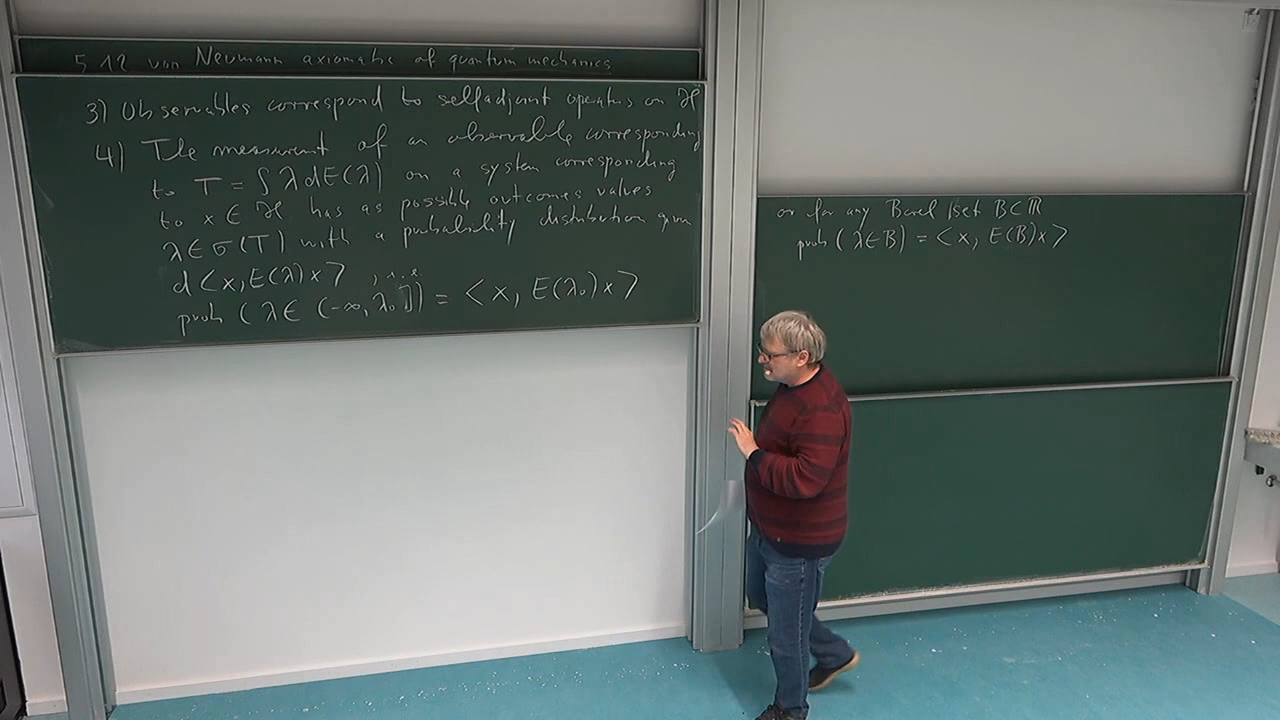 5.12 von Neumann axiomatic of quantum mechanics
3) Observables correspond to selfadjoint operators on ℋ
4) The measurment of an observable corresponding
to T = ∫ λ dE(λ) on a system corresponding
to x ∈ ℋ has as possible outcomes values
λ ∈ σ(T) with a probability distribution given
d<x, E(λ)x>, i.e.
prob (λ ∈ (-∞, λ₀]) = <x, E(λ₀)x>
or for any Borel set B ⊂ ℝ
prob (λ ∈ B) = <x, E(B)x>